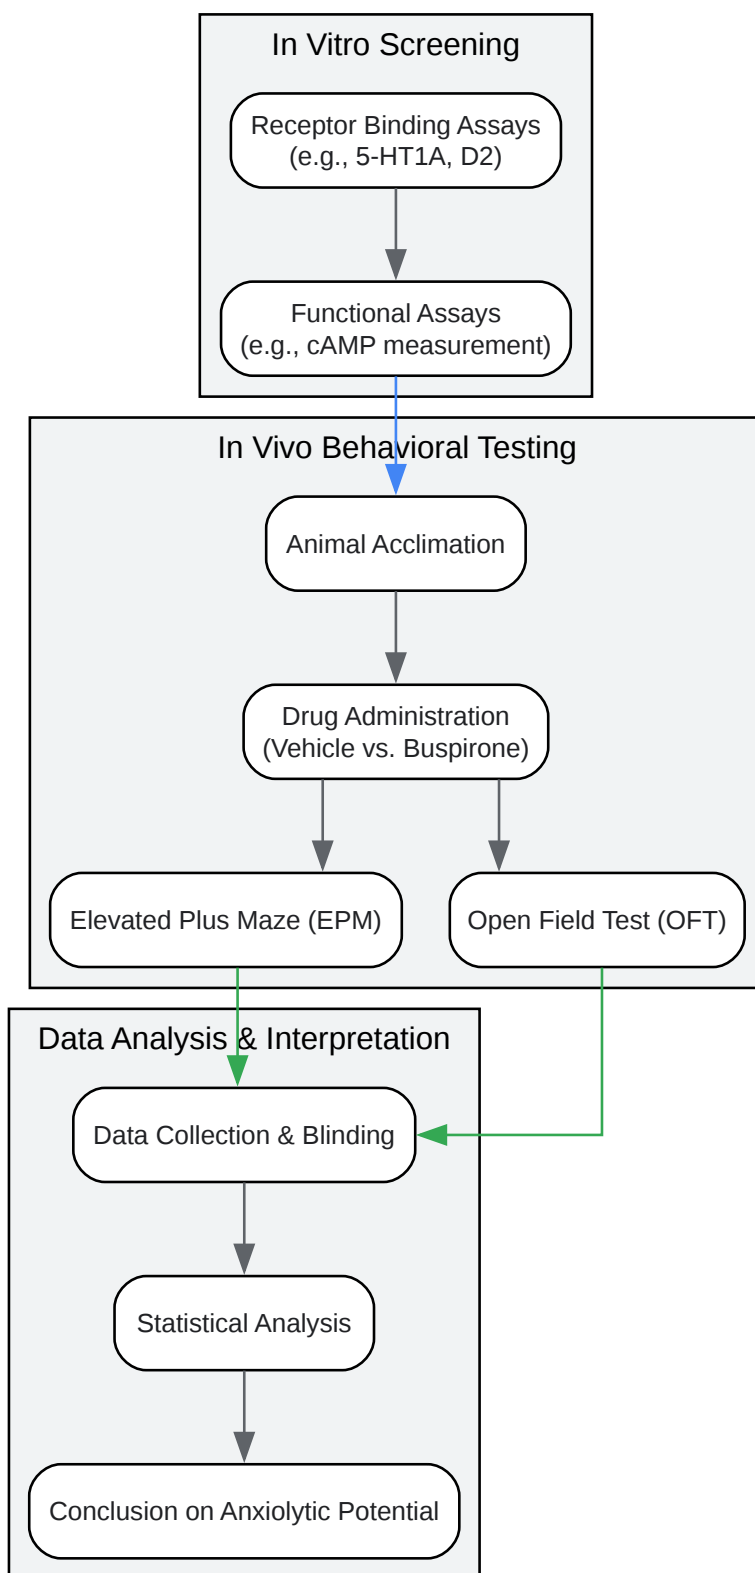 In Vitro Screening
Receptor Binding Assays
(e.g., 5-HT1A, D2)
Functional Assays
(e.g., cAMP measurement)
In Vivo Behavioral Testing
Animal Acclimation
Drug Administration
(Vehicle vs. Buspirone)
Elevated Plus Maze (EPM)
Open Field Test (OFT)
Data Analysis & Interpretation
Data Collection & Blinding
Statistical Analysis
Conclusion on Anxiolytic Potential